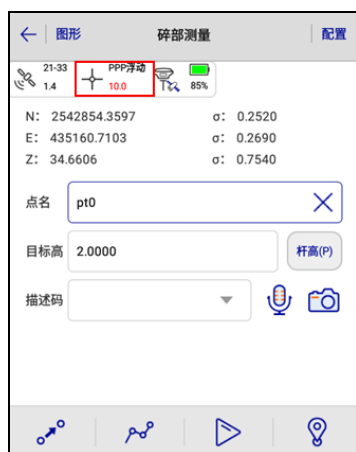 图形 碎部测量 配置
21-33 PPP浮动
1.4 10.0 85%
N: 2542854.3597 σ: 0.2520
E: 435160.7103 σ: 0.2690
Z: 34.6606 σ: 0.7540
点名 pt0
目标高 2.0000 杆高(P)
描述码